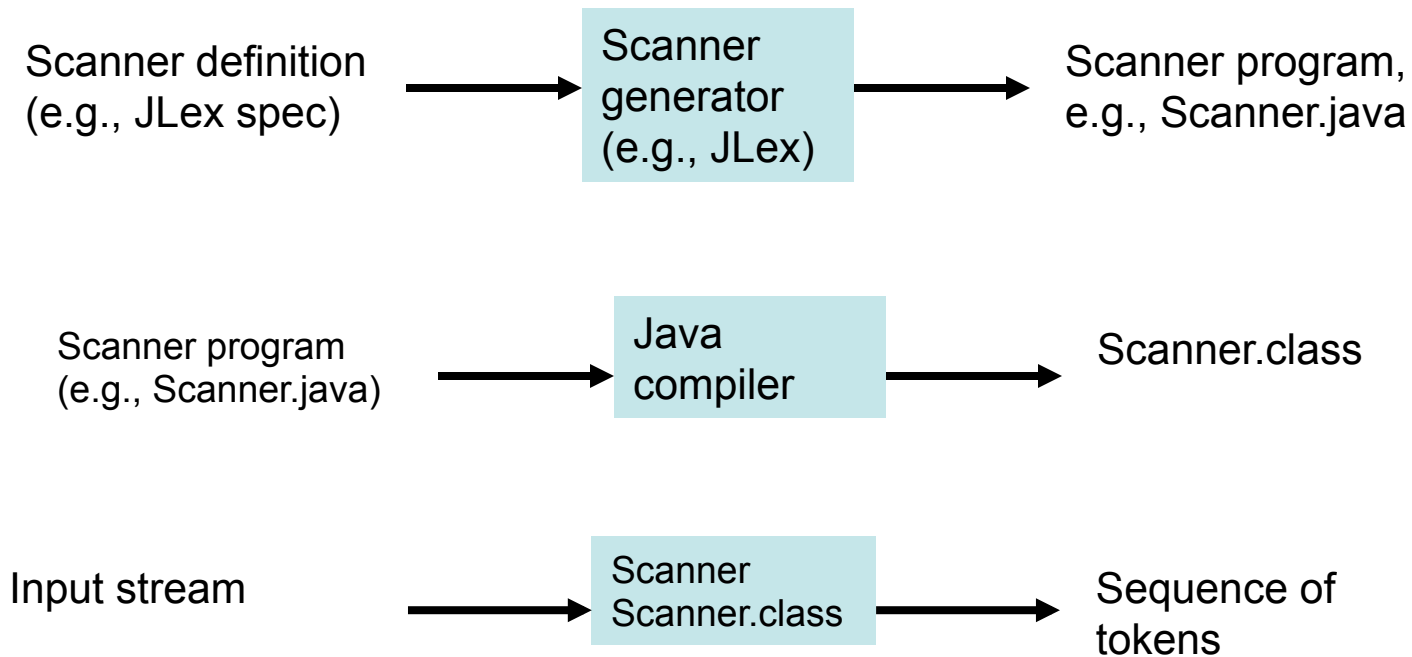 Scanner definition
(e.g., JLex spec)
Scanner
generator
(e.g., JLex)
Scanner program,
e.g., Scanner.java
Scanner program
(e.g., Scanner.java)
Java
compiler
Scanner.class
Input stream
Scanner
Scanner.class
Sequence of
tokens